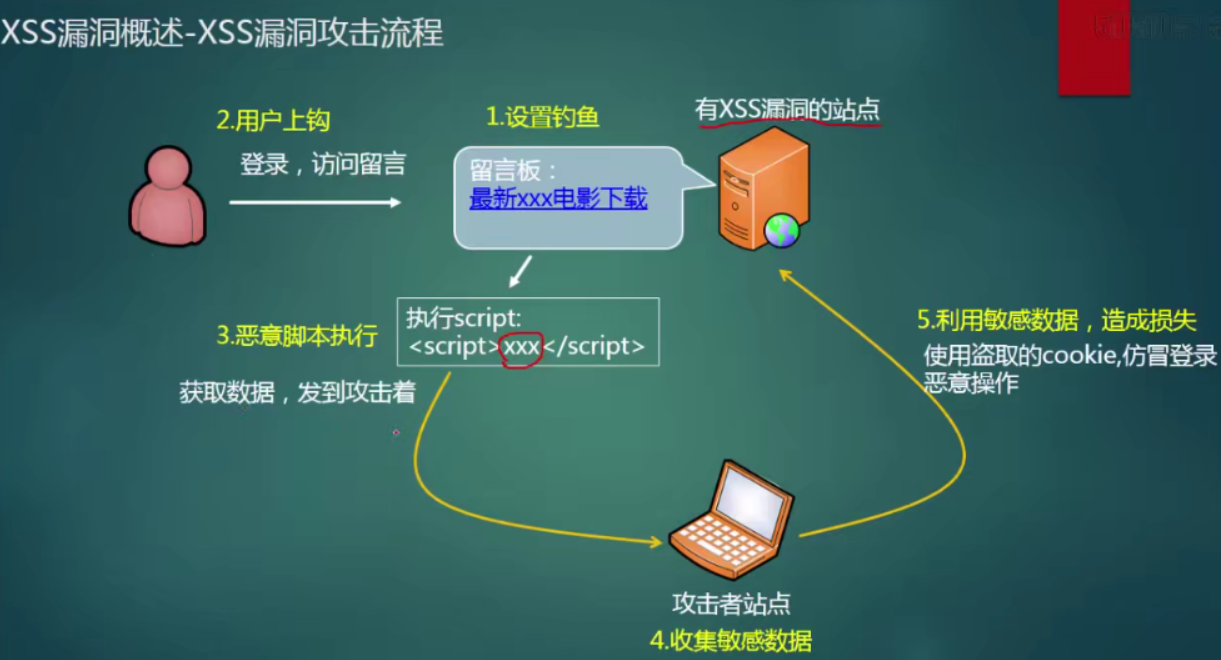 XSS漏洞概述-XSS漏洞攻击流程
2.用户上钩
登录，访问留言
1.设置钓鱼
有XSS漏洞的站点
留言板：
最新xxx电影下载
3.恶意脚本执行
获取数据，发到攻击着
执行script:
<script>xxx</script>
5.利用敏感数据，造成损失
使用盗取的cookie,仿冒登录
恶意操作
攻击者站点
4.收集敏感数据